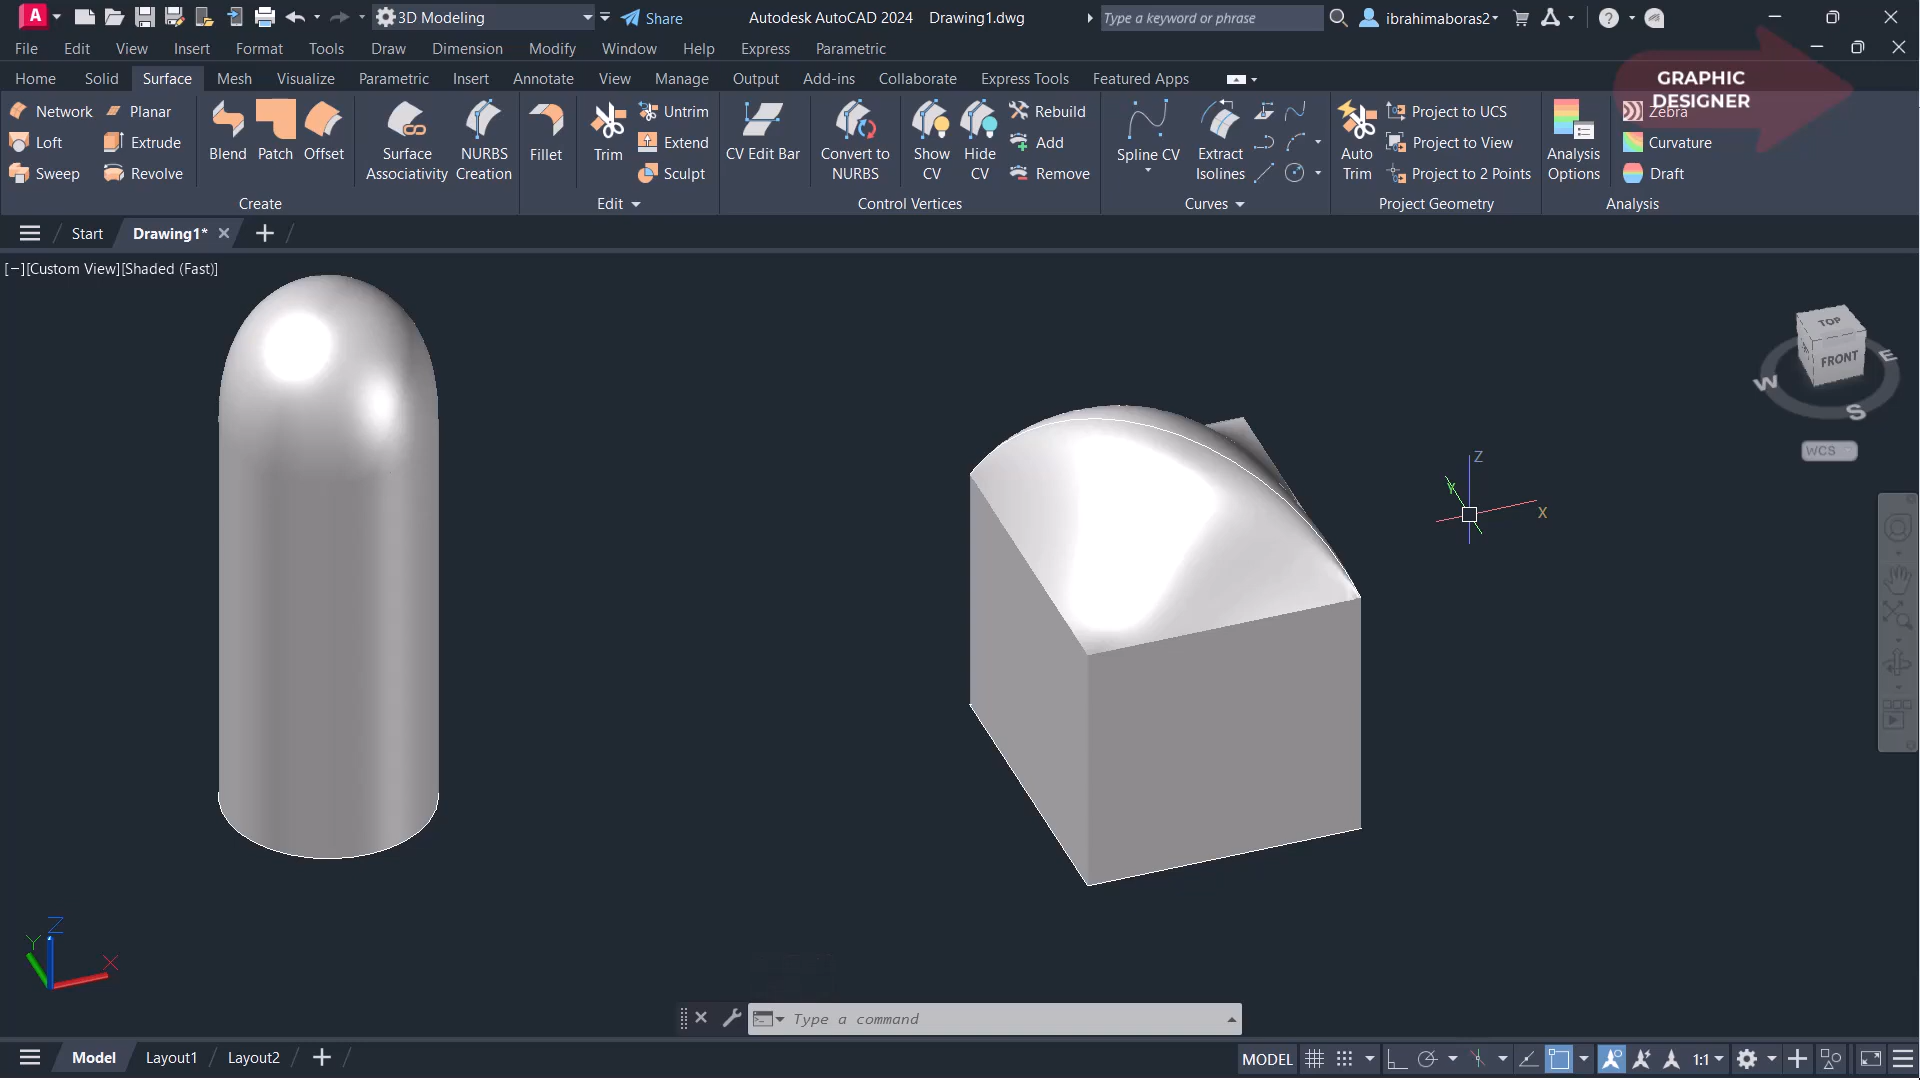 A 3D Modeling Share Autodesk AutoCAD 2024 Drawing1.dwg Type a keyword or phrase ibrahimaboras2
File Edit View Insert Format Tools Draw Dimension Modify Window Help Express Parametric
Home Solid Surface Mesh Visualize Parametric Insert Annotate View Manage Output Add-ins Collaborate Express Tools Featured Apps
GRAPHIC
DESIGNER
Network Planar Untrim Rebuild Project to UCS Zebra
Loft Extrude Extend Add Project to View Curvature
Sweep Revolve Sculpt Remove Project to 2 Points Draft
Blend Patch Offset Surface NURBS Fillet Trim CV Edit Bar Convert to Show Hide Spline CV Extract Auto Analysis
Associativity Creation NURBS CV CV Isolines Trim Options
Create Edit Control Vertices Curves Project Geometry Analysis
Start Drawing1*
[−][Custom View][Shaded (Fast)]
TOP
FRONT
W E
S
WCS
Z
Y
X
Z
Y X
Type a command
Model Layout1 Layout2 MODEL 1:1